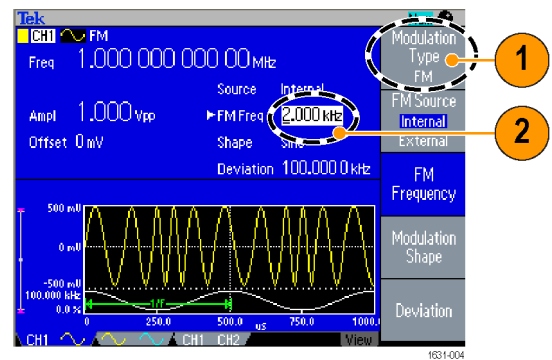 Tek
CH1 FM
Freq 1.000 000 000 00 MHz
Source Internal
Ampl 1.000 Vpp
FM Freq 2.000 kHz
Offset 0 mV
Shape Sine
Deviation 100.000 0 kHz
Modulation
Type
FM
1
FM Source
Internal
External
2
FM
Frequency
Modulation
Shape
Deviation
500 mV
0 mV
-500 mV
100.000 kHz
0.0 %
1/f
0 250.0 500.0 us 750.0 1000.
CH1 CH1 CH2 View
1631-004